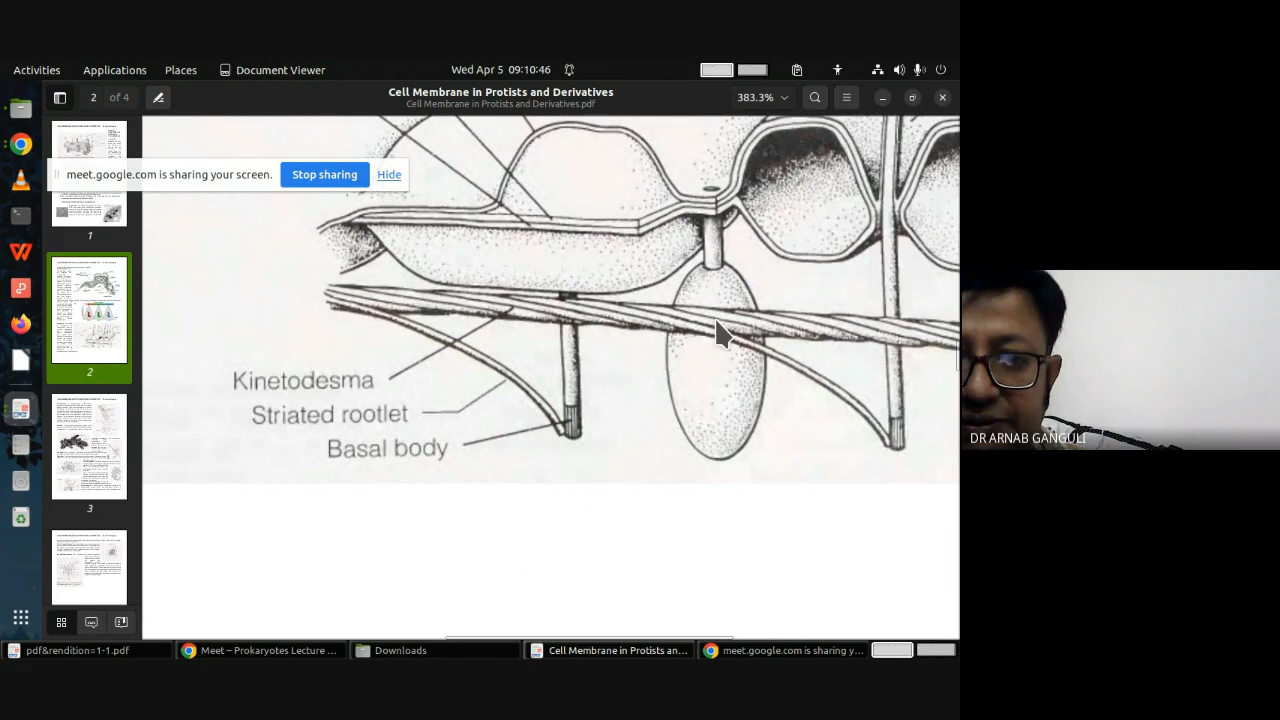 Activities Applications Places Document Viewer Wed Apr 5 09:10:46
2 of 4 Cell Membrane in Protists and Derivatives 383.3%
Cell Membrane in Protists and Derivatives.pdf
meet.google.com is sharing your screen. Stop sharing Hide
1
2
3
Kinetodesma
Striated rootlet
Basal body
DR ARNAB GANGULI
pdf&rendition=1-1.pdf Meet – Prokaryotes Lecture ... Downloads Cell Membrane in Protists an... meet.google.com is sharing y...